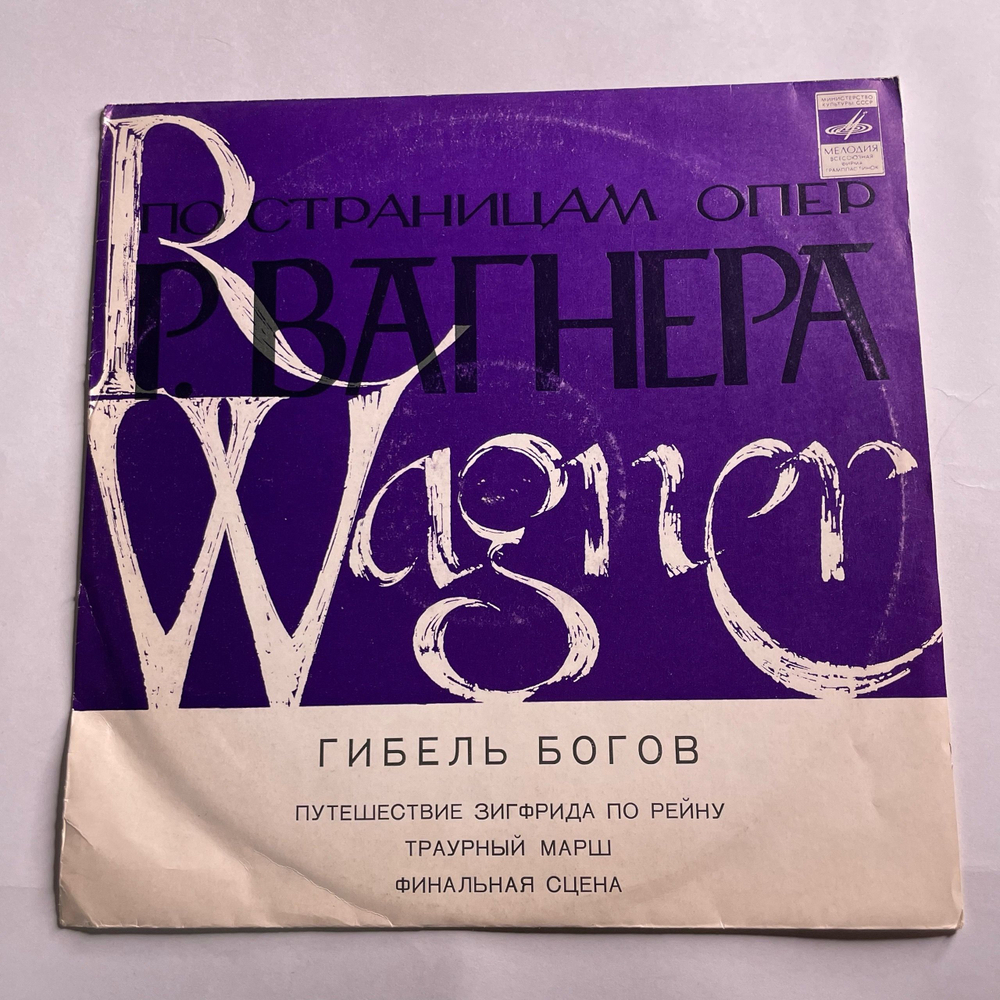 МИНИСТЕРСТВО
КУЛЬТУРЫ СССР
МЕЛОДИЯ
ВСЕСОЮЗНАЯ
ФИРМА
ГРАМПЛАСТИНОК
ПО СТРАНИЦАМ ОПЕР
Р. ВАГНЕРА
R
Wagner
ГИБЕЛЬ БОГОВ
ПУТЕШЕСТВИЕ ЗИГФРИДА ПО РЕЙНУ
ТРАУРНЫЙ МАРШ
ФИНАЛЬНАЯ СЦЕНА